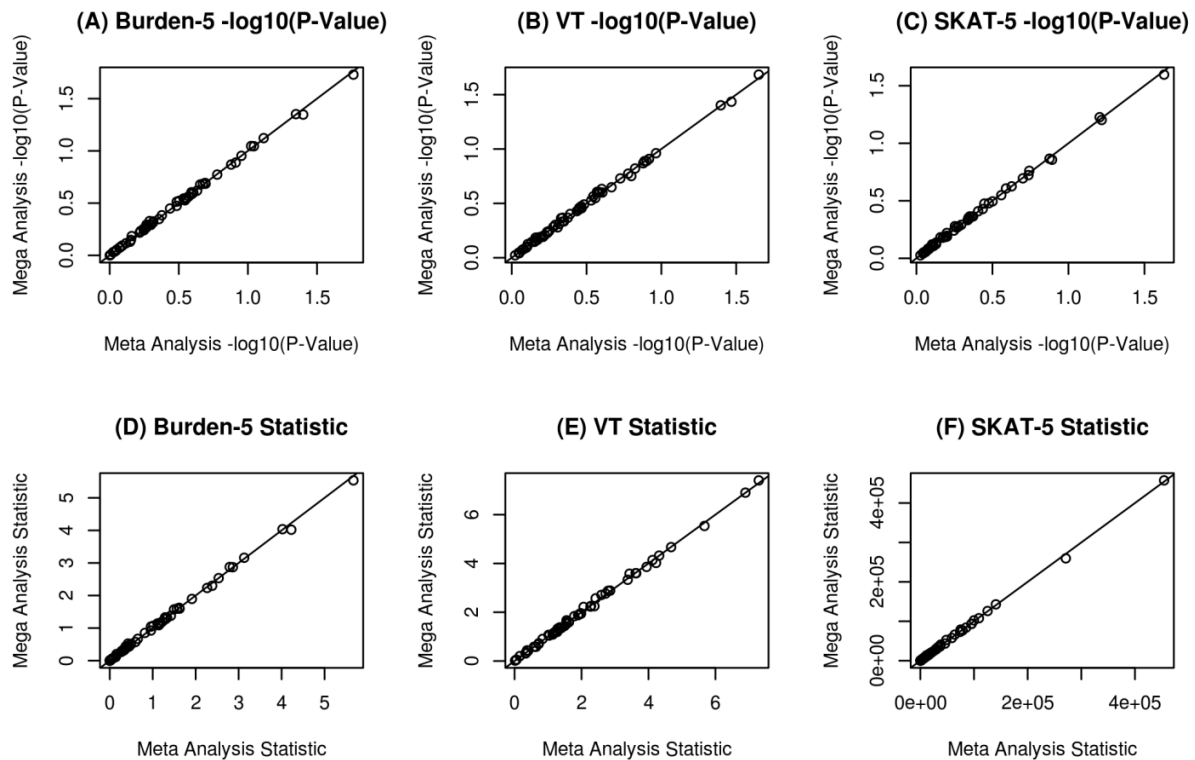 (A) Burden-5 -log10(P-Value)
Mega Analysis -log10(P-Value)
0.0 0.5 1.0 1.5
0.0 0.5 1.0 1.5
Meta Analysis -log10(P-Value)
(B) VT -log10(P-Value)
Mega Analysis -log10(P-Value)
0.0 0.5 1.0 1.5
0.0 0.5 1.0 1.5
Meta Analysis -log10(P-Value)
(C) SKAT-5 -log10(P-Value)
Mega Analysis -log10(P-Value)
0.0 0.5 1.0 1.5
0.0 0.5 1.0 1.5
Meta Analysis -log10(P-Value)
(D) Burden-5 Statistic
Mega Analysis Statistic
0 1 2 3 4 5
0 1 2 3 4 5
Meta Analysis Statistic
(E) VT Statistic
Mega Analysis Statistic
0 2 4 6
0 2 4 6
Meta Analysis Statistic
(F) SKAT-5 Statistic
Mega Analysis Statistic
0e+00 2e+05 4e+05
0e+00 2e+05 4e+05
Meta Analysis Statistic